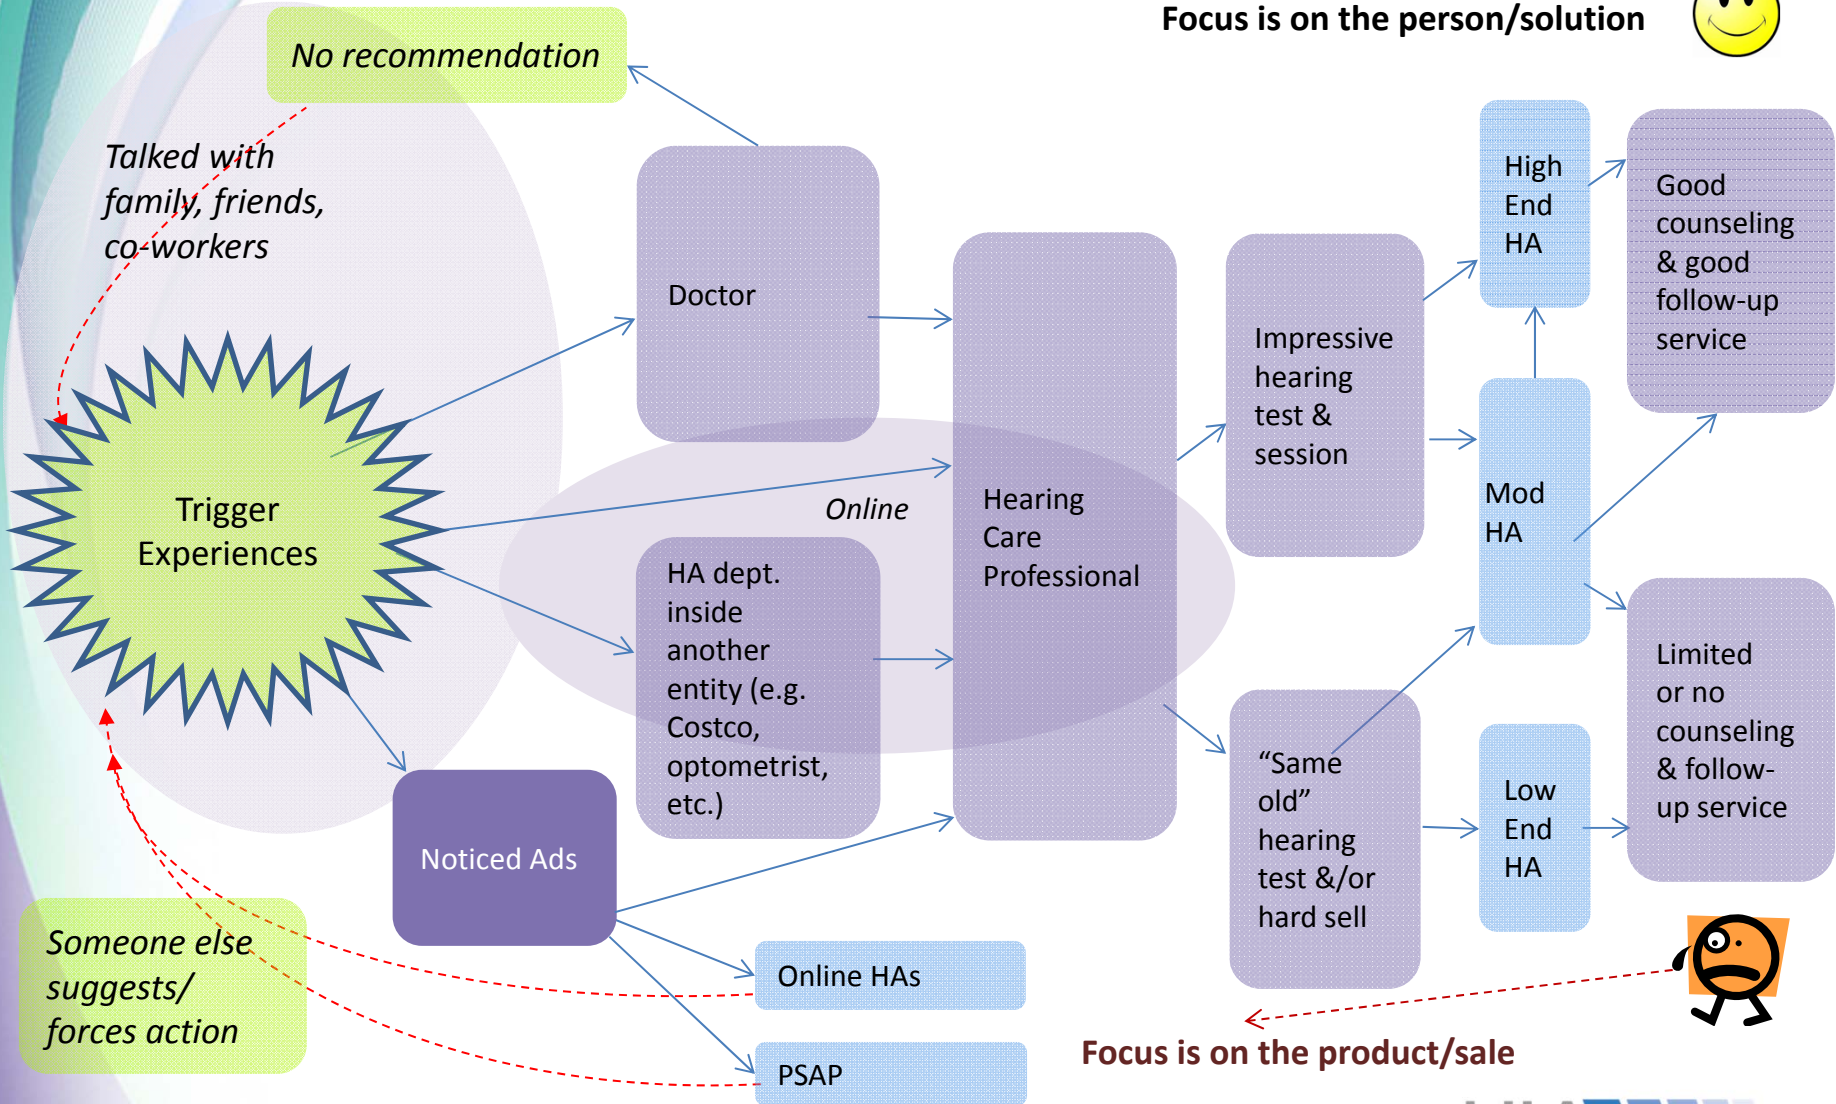 Focus is on the person/solution
No recommendation
Talked with
family, friends,
co-workers
Trigger
Experiences
Someone else
suggests/
forces action
Noticed Ads
Doctor
Online
HA dept.
inside
another
entity (e.g.
Costco,
optometrist,
etc.)
Online HAs
PSAP
Hearing
Care
Professional
Impressive
hearing
test &
session
“Same
old”
hearing
test &/or
hard sell
High
End
HA
Mod
HA
Low
End
HA
Good
counseling
& good
follow-up
service
Limited
or no
counseling
& follow-
up service
Focus is on the product/sale